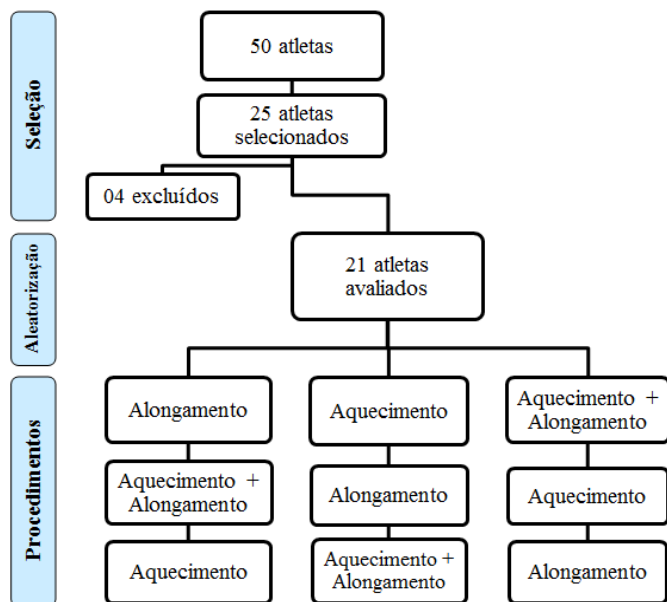 Seleção
50 atletas
25 atletas
selecionados
04 excluídos
Aleatorização
21 atletas
avaliados
Procedimentos
Alongamento
Aquecimento
Aquecimento +
Alongamento
Aquecimento +
Alongamento
Alongamento
Aquecimento
Aquecimento
Aquecimento +
Alongamento
Alongamento